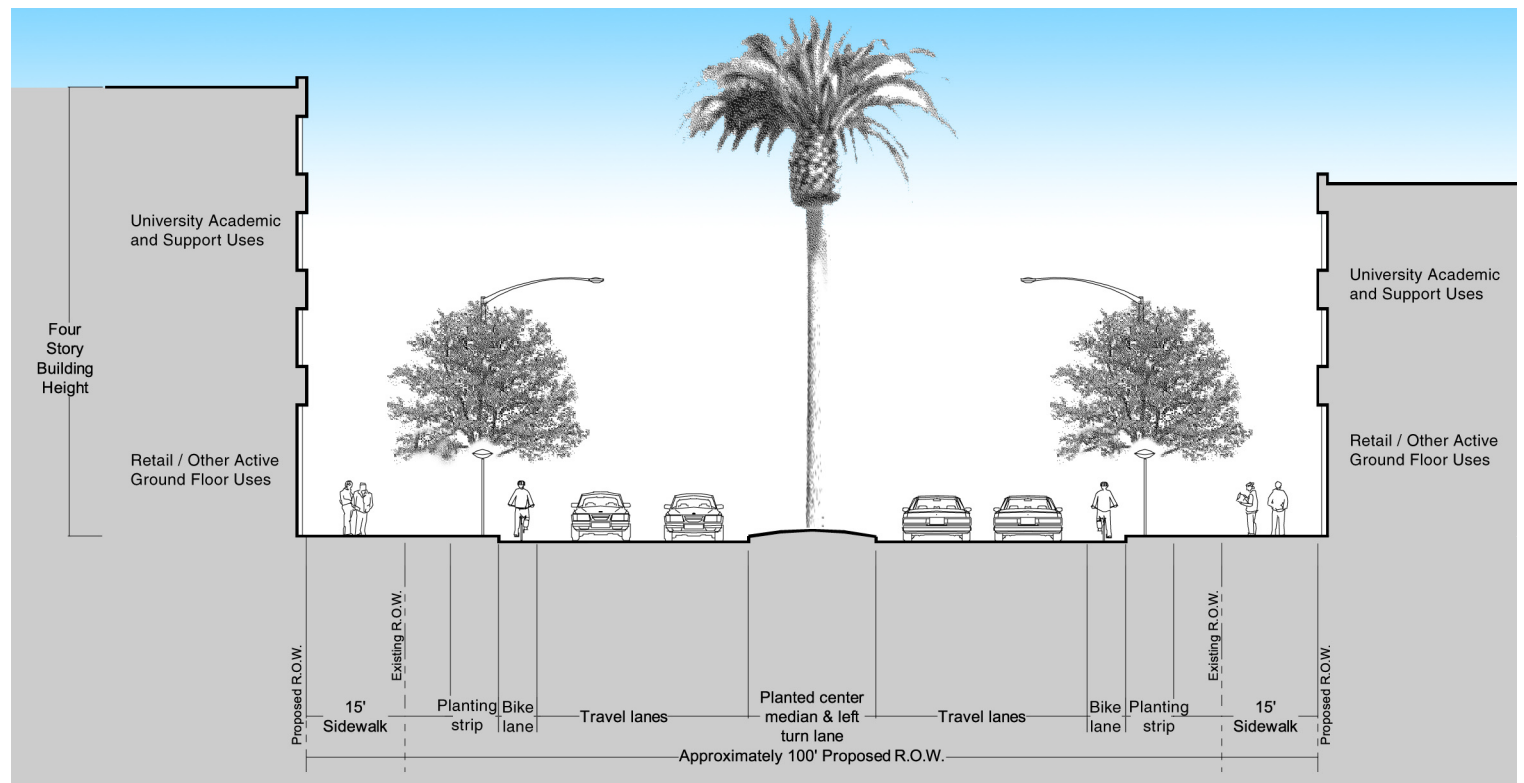 University Academic
and Support Uses
University Academic
and Support Uses
Four
Story
Building
Height
Retail / Other Active
Ground Floor Uses
Retail / Other Active
Ground Floor Uses
Proposed R.O.W.
Existing R.O.W.
Existing R.O.W.
Proposed R.O.W.
15'
Sidewalk
Planting
strip
Bike
lane
Travel lanes
Planted center
median & left
turn lane
Travel lanes
Bike
lane
Planting
strip
15'
Sidewalk
Approximately 100' Proposed R.O.W.